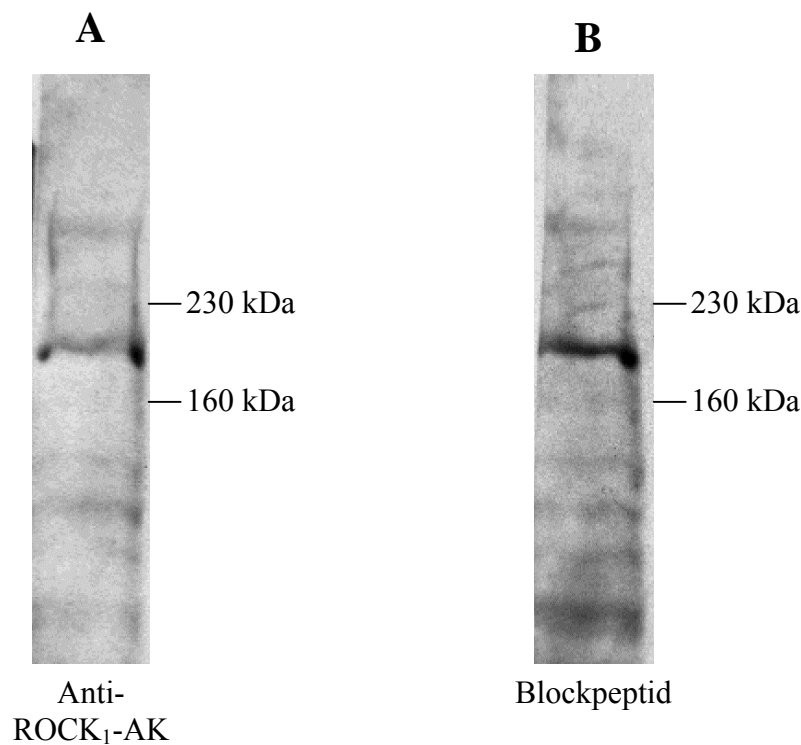 A
B
230 kDa
160 kDa
230 kDa
160 kDa
Anti-
ROCK₁-AK
Blockpeptid